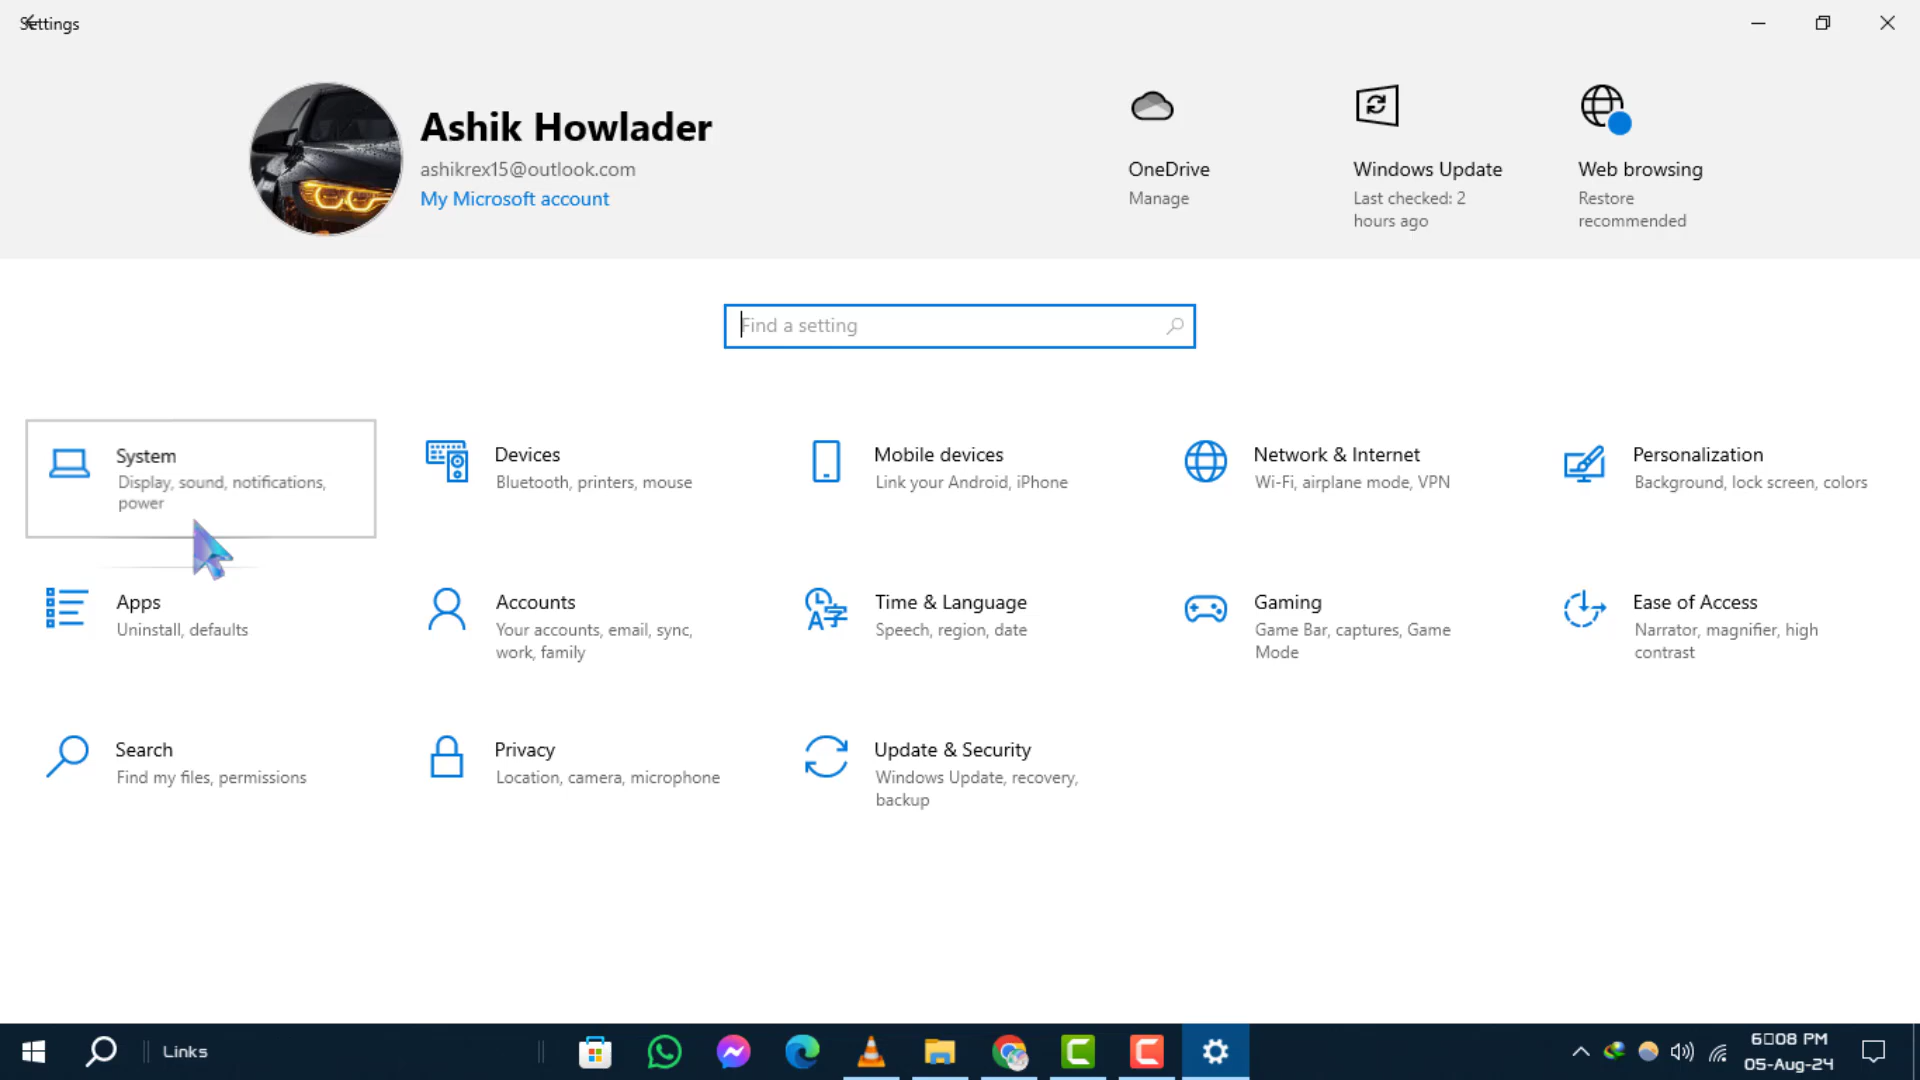 Settings
Ashik Howlader
ashikrex15@outlook.com
My Microsoft account
OneDrive
Manage
Windows Update
Last checked: 2
hours ago
Web browsing
Restore
recommended
Find a setting
System
Display, sound, notifications,
power
Devices
Bluetooth, printers, mouse
Mobile devices
Link your Android, iPhone
Network & Internet
Wi-Fi, airplane mode, VPN
Personalization
Background, lock screen, colors
Apps
Uninstall, defaults
Accounts
Your accounts, email, sync,
work, family
Time & Language
Speech, region, date
Gaming
Game Bar, captures, Game
Mode
Ease of Access
Narrator, magnifier, high
contrast
Search
Find my files, permissions
Privacy
Location, camera, microphone
Update & Security
Windows Update, recovery,
backup
Links
6□08 PM
05-Aug-24